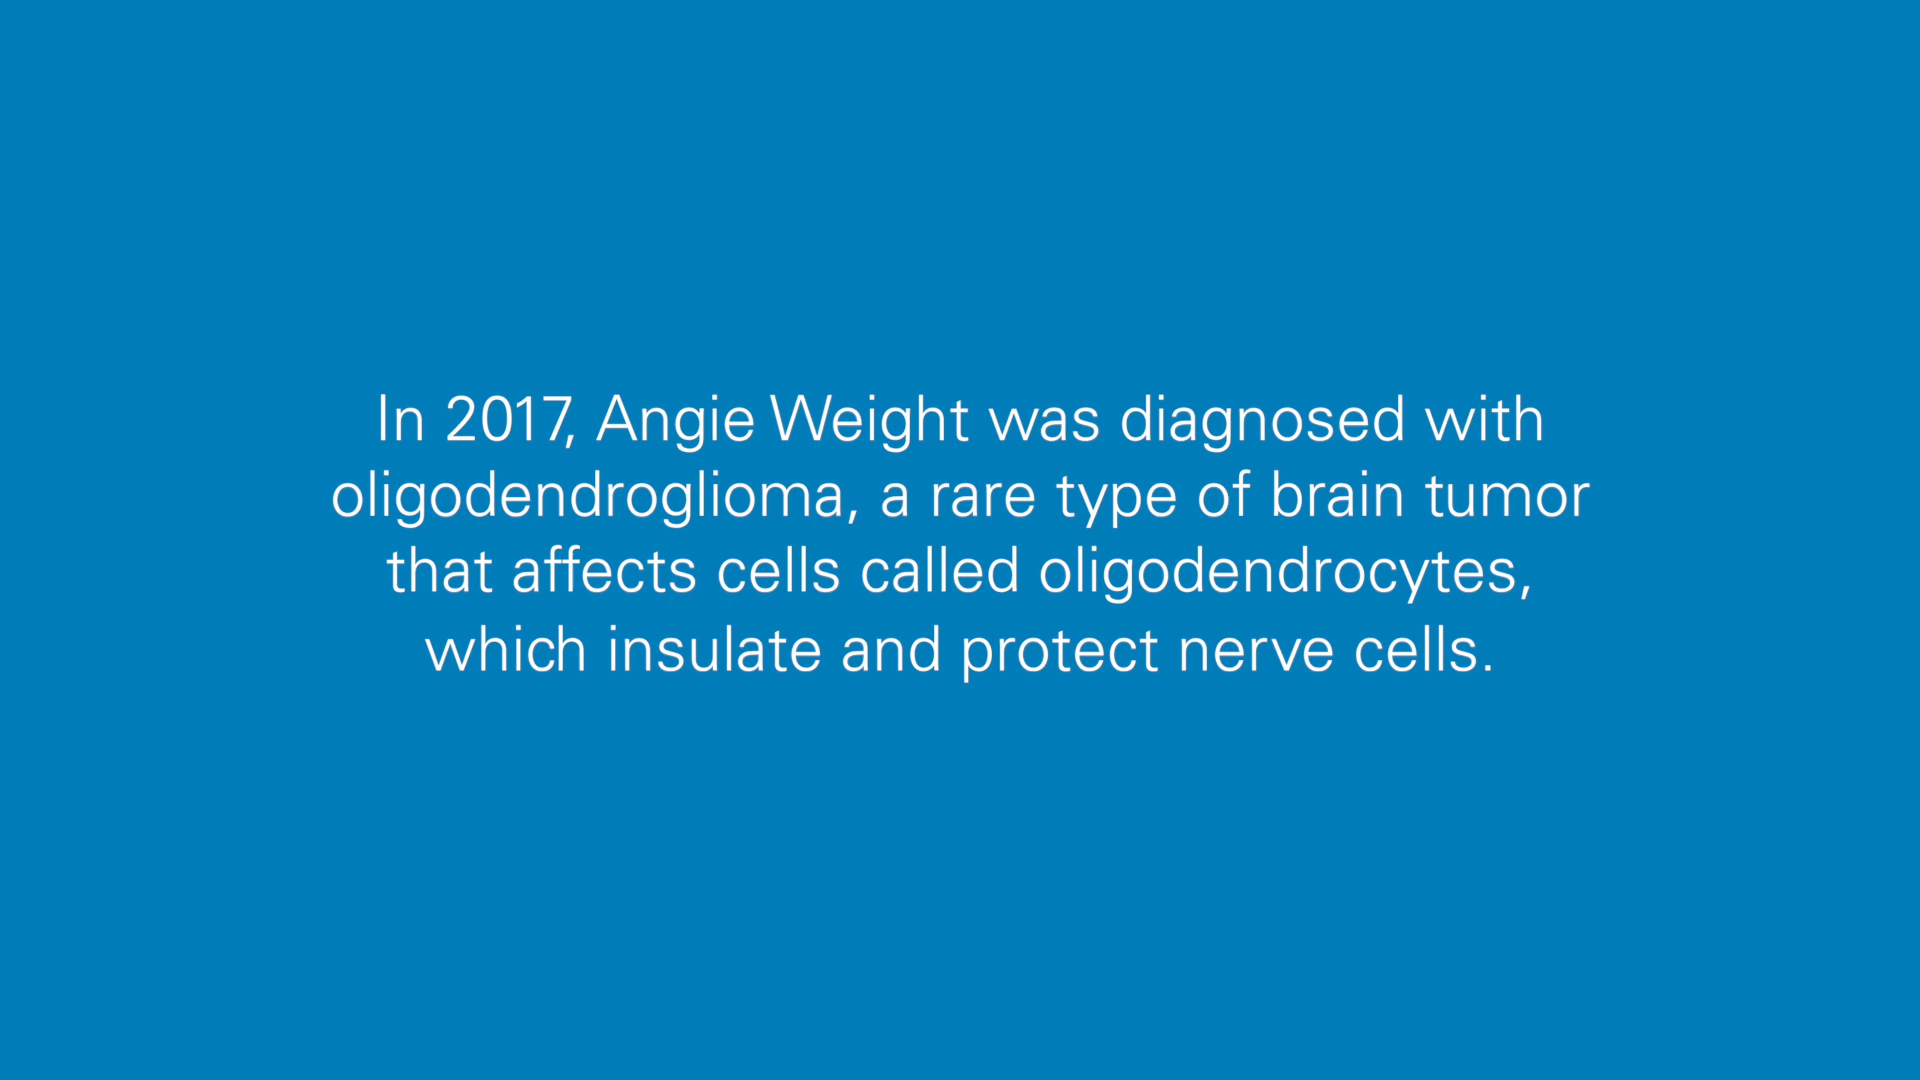 In 2017, Angie Weight was diagnosed with
oligodendroglioma, a rare type of brain tumor
that affects cells called oligodendrocytes,
which insulate and protect nerve cells.